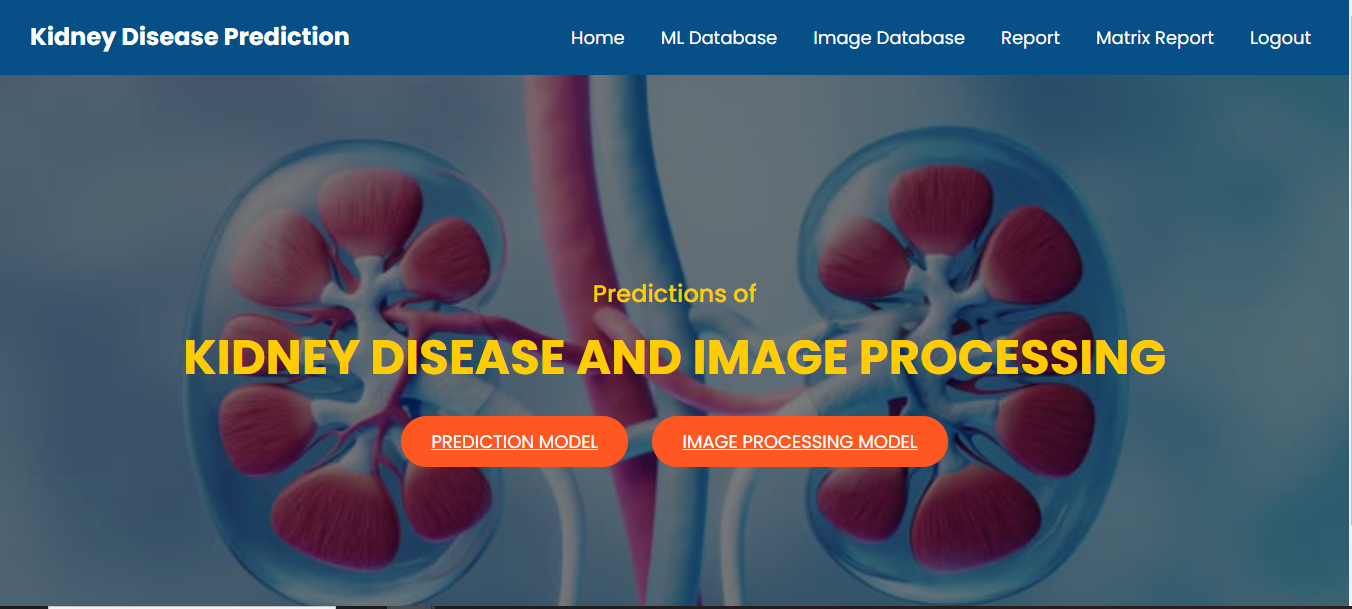 Kidney Disease Prediction
Home ML Database Image Database Report Matrix Report Logout
Predictions of
KIDNEY DISEASE AND IMAGE PROCESSING
PREDICTION MODEL IMAGE PROCESSING MODEL